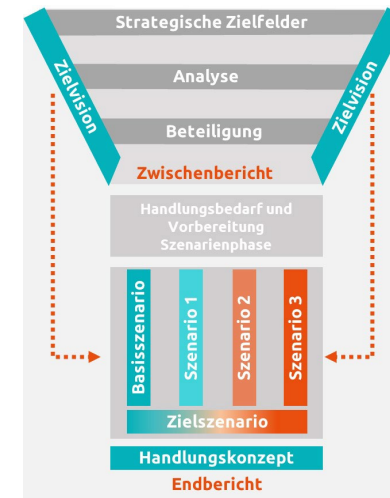 Strategische Zielfelder
Zielvision
Analyse
Zielvision
Beteiligung
Zwischenbericht
Handlungsbedarf und
Vorbereitung
Szenarienphase
Basisszenario
Szenario 1
Szenario 2
Szenario 3
Zielszenario
Handlungskonzept
Endbericht